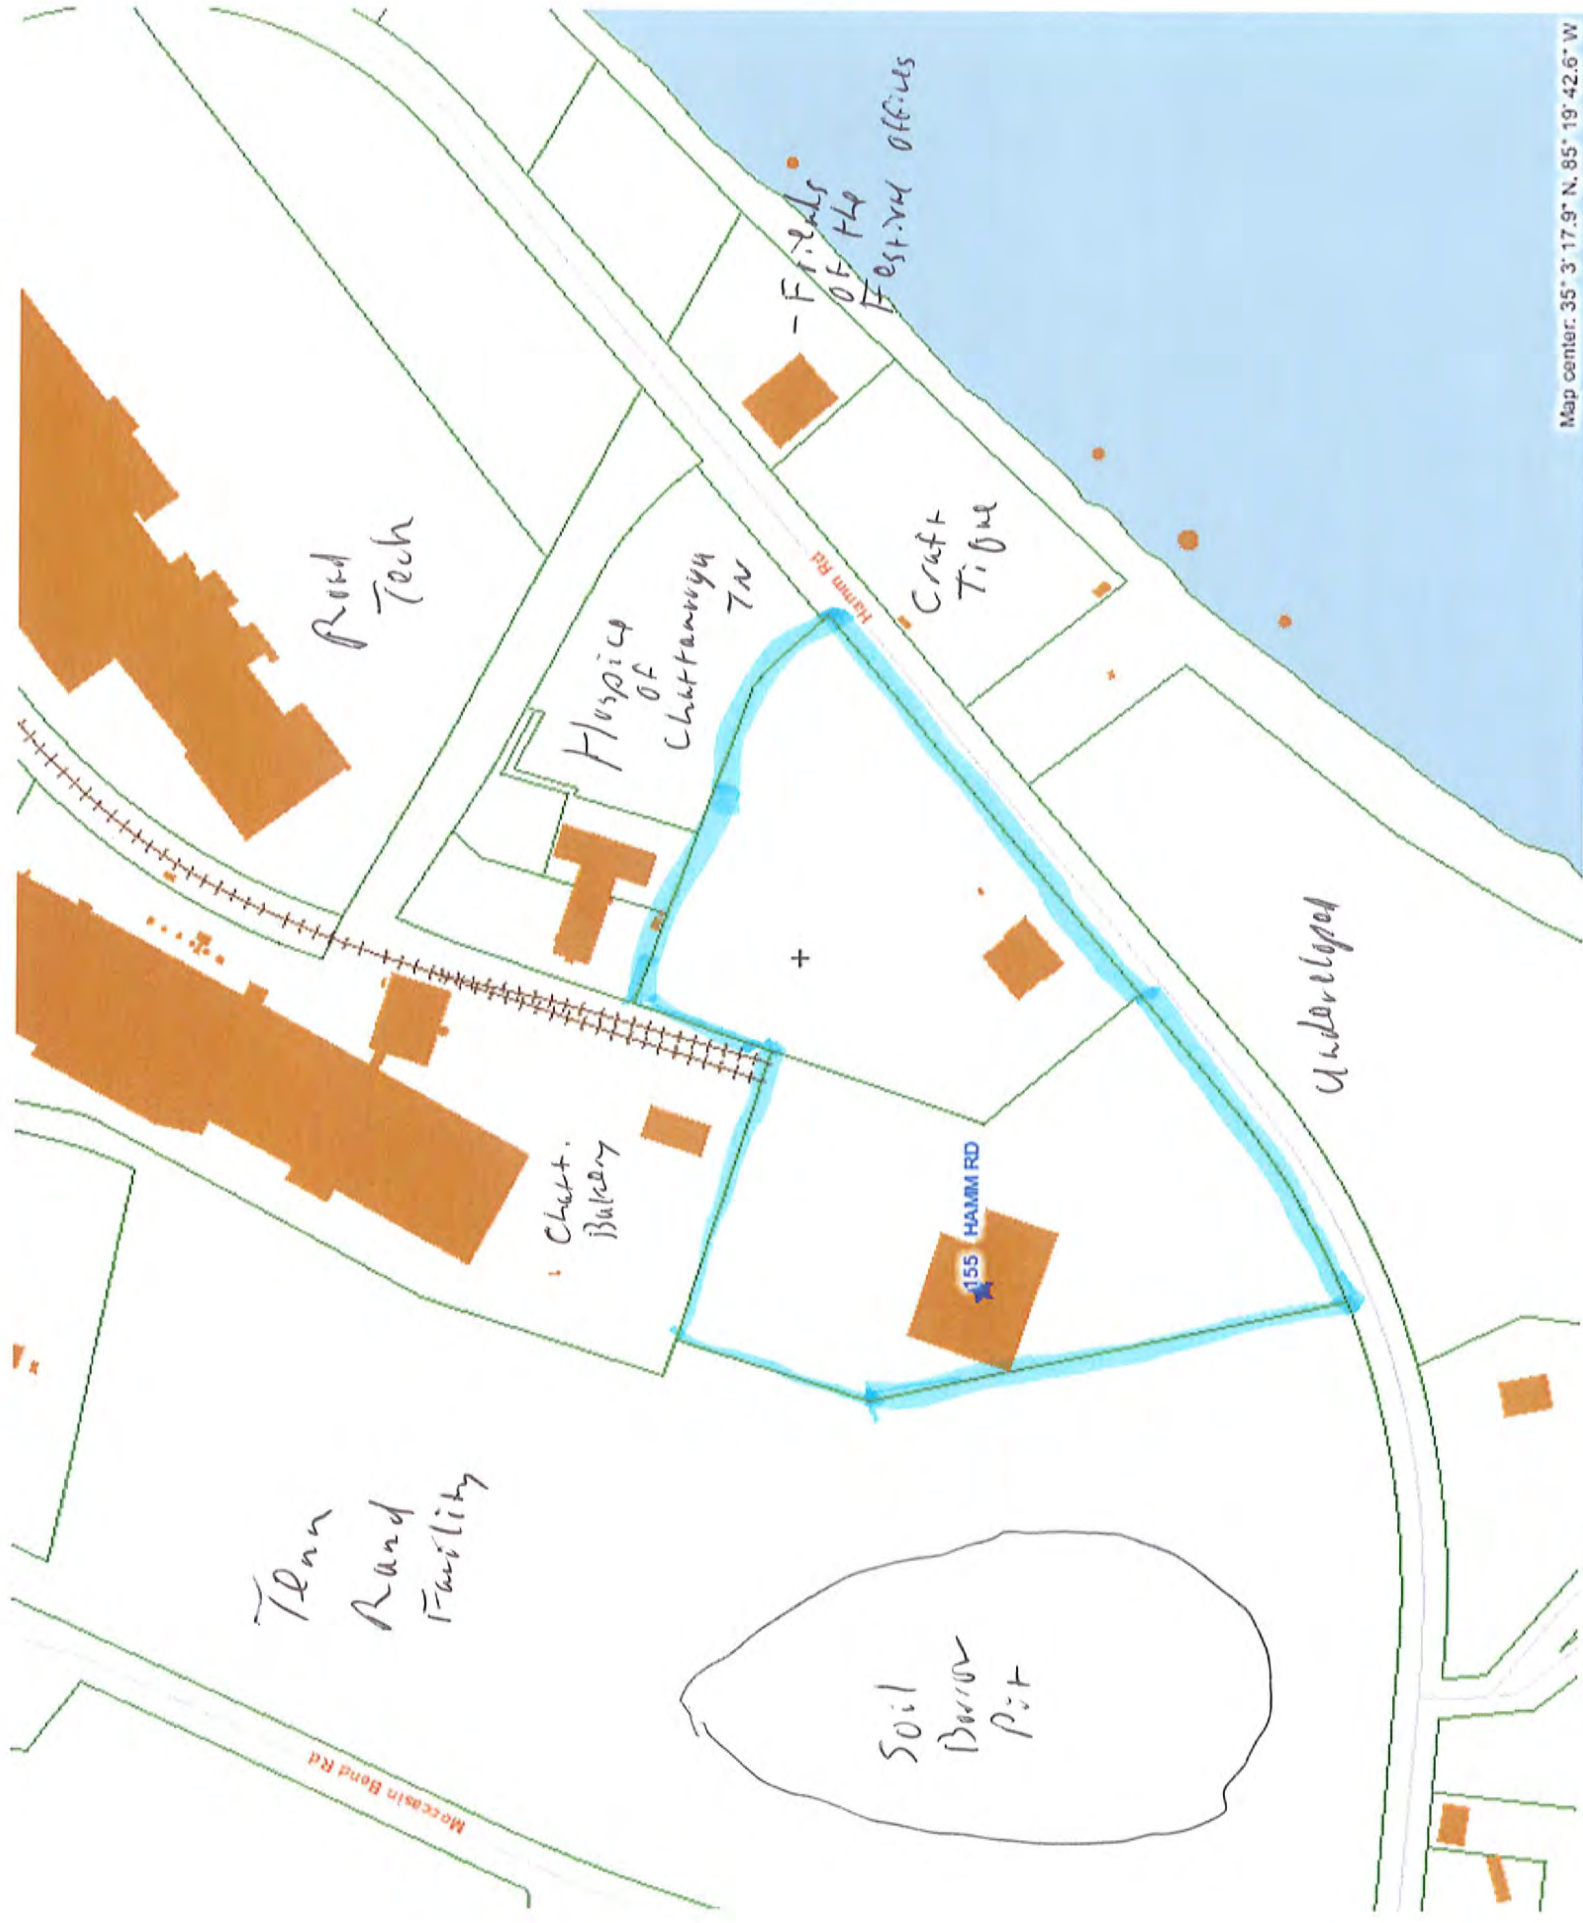 Tenn
Rand
Facility
Moccasin Bend Rd
Soil
Borrow
Pit
Chatt.
Bakery
155 HAMM RD
Road
Tech
Hospice
of
Chattanooga
TN
Hamm Rd
Craft
Tique
- Friends
of the
Festival offices
Undeveloped
Map center: 35° 3' 17.9" N, 85° 19' 42.6" W